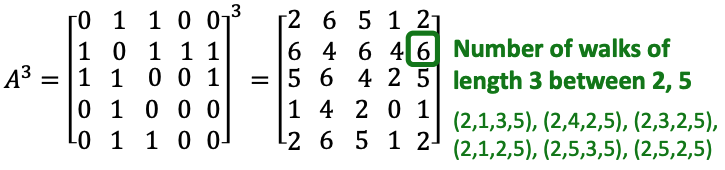 [0 1 1 0 0]³ [2 6 5 1 2]
[1 0 1 1 1] [6 4 6 4 6] Number of walks of
A³ = [1 1 0 0 1] = [5 6 4 2 5] length 3 between 2, 5
[0 1 0 0 0] [1 4 2 0 1] (2,1,3,5), (2,4,2,5), (2,3,2,5),
[0 1 1 0 0] [2 6 5 1 2] (2,1,2,5), (2,5,3,5), (2,5,2,5)